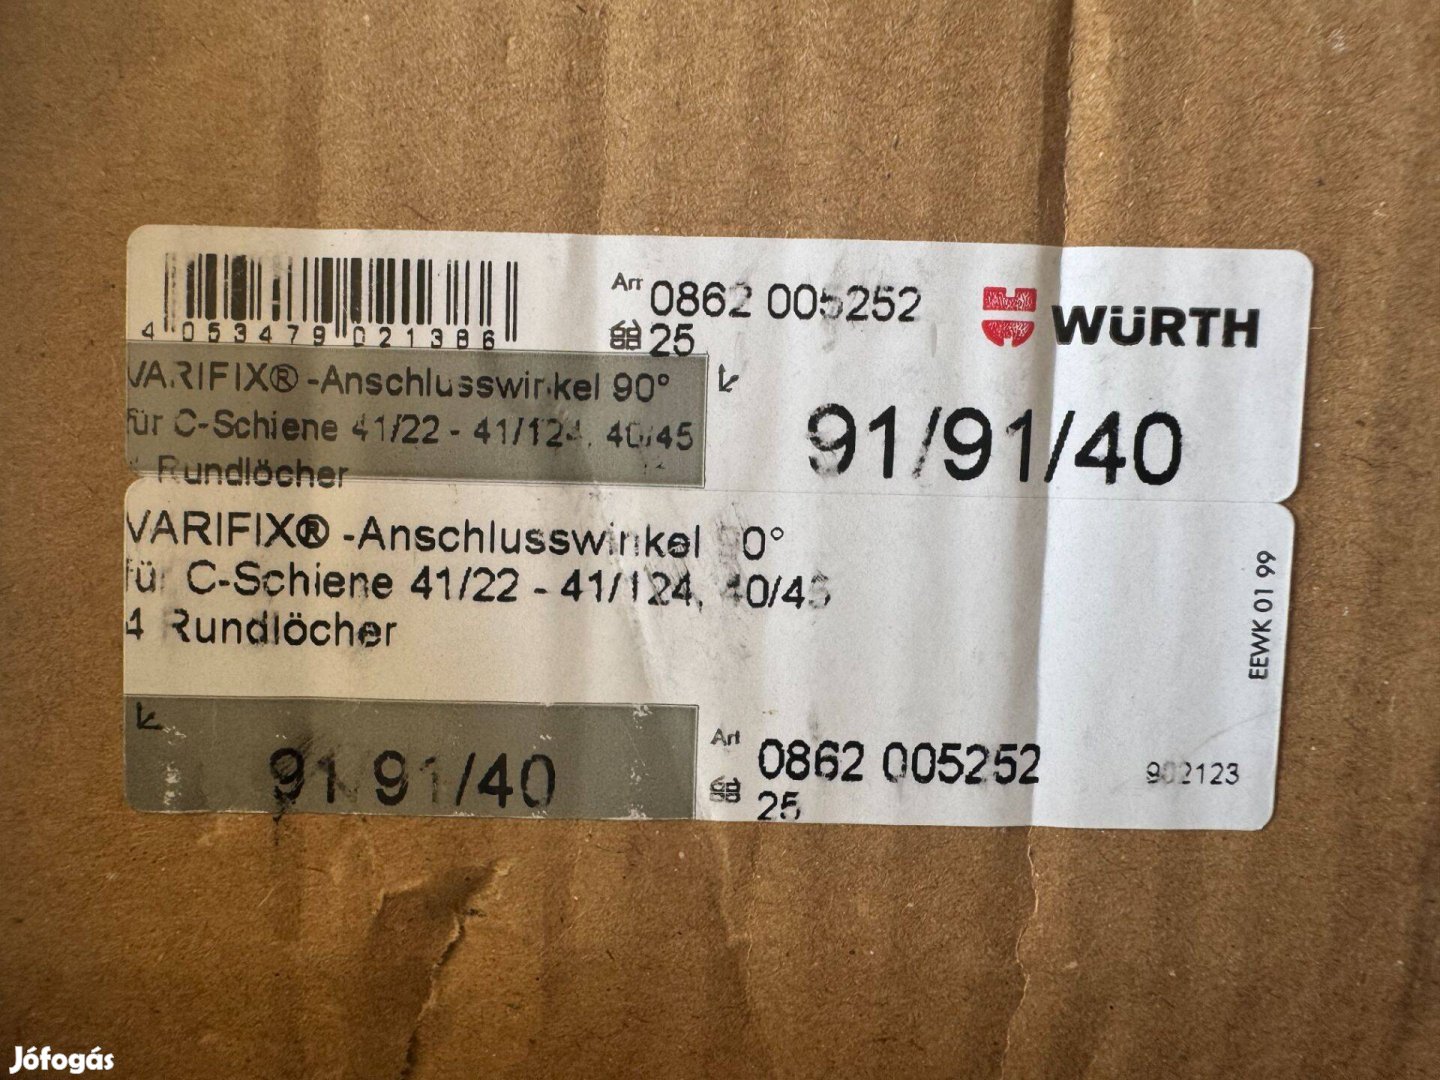 Art 0862 005252
25
WÜRTH
4 053479 021386
VARIFIX® -Anschlusswinkel 90°
für C-Schiene 41/22 - 41/124, 40/45
4 Rundlöcher
91/91/40
VARIFIX® -Anschlusswinkel 90°
für C-Schiene 41/22 - 41/124, 40/45
4 Rundlöcher
EEWK 01 99
91/91/40
Art 0862 005252
25
902123
Jófogás